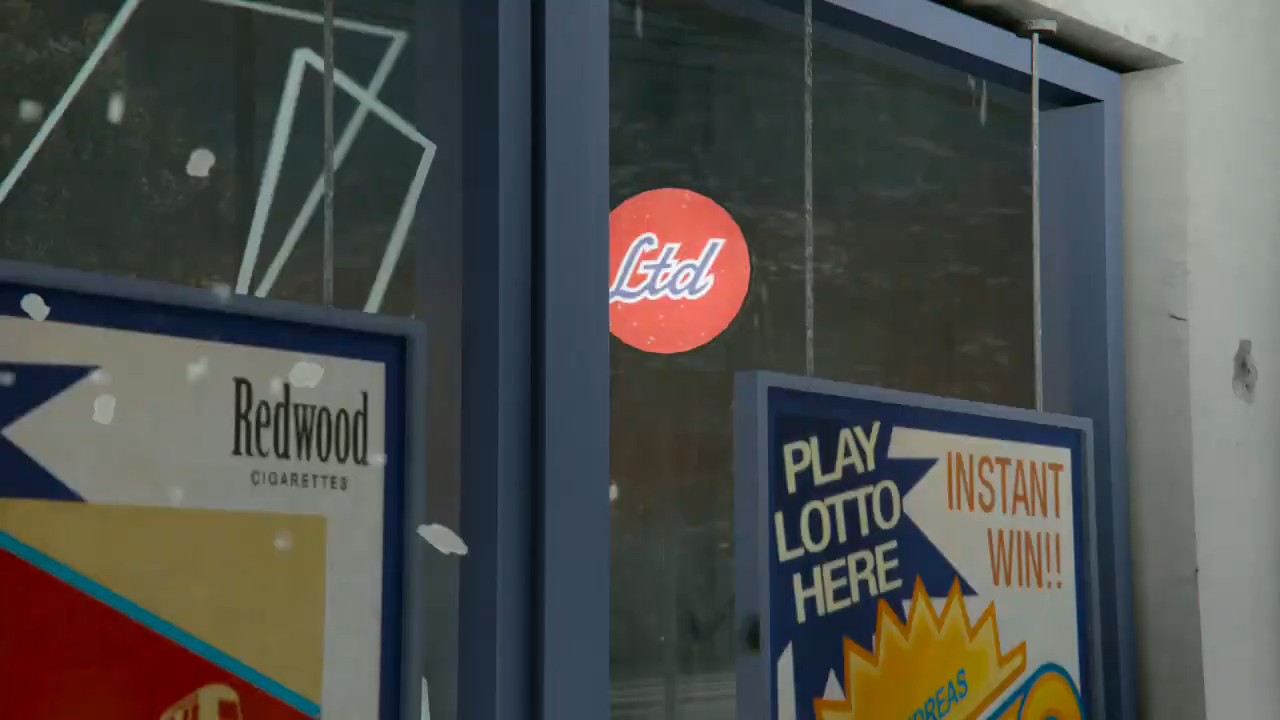 Ltd
Redwood
CIGARETTES
PLAY
LOTTO
HERE
INSTANT
WIN!!